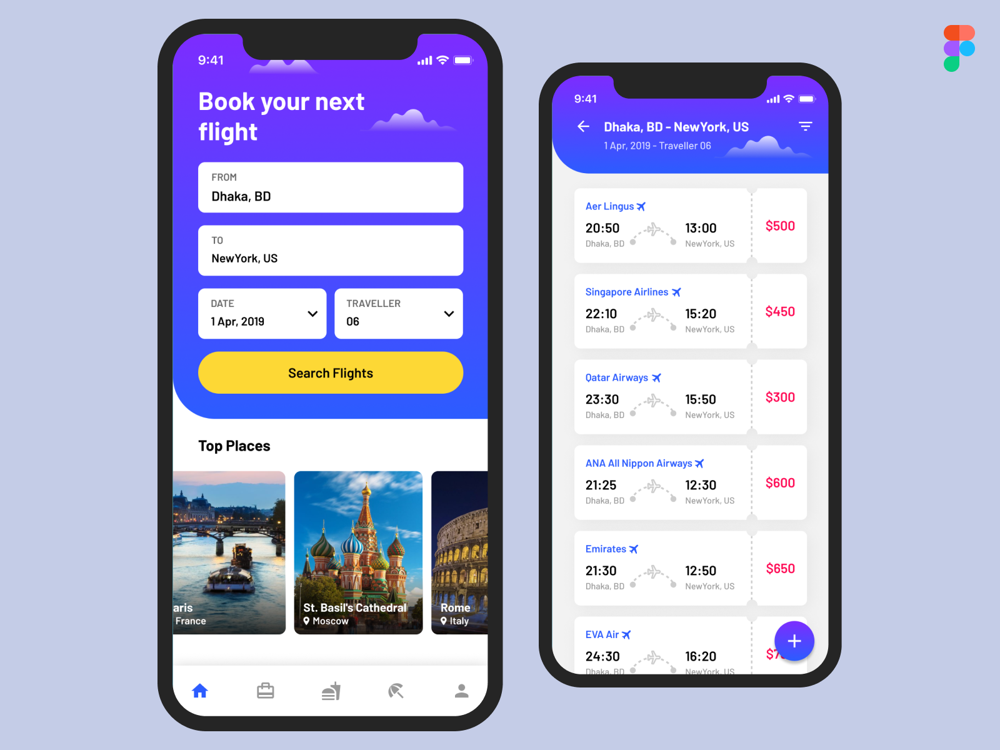 9:41
Book your next
flight
FROM
Dhaka, BD
TO
NewYork, US
DATE
1 Apr, 2019
TRAVELLER
06
Search Flights
Top Places
aris
France
St. Basil's Cathedral
Moscow
Rome
Italy
9:41
Dhaka, BD - NewYork, US
1 Apr, 2019 - Traveller 06
Aer Lingus
20:50 13:00
Dhaka, BD NewYork, US
$500
Singapore Airlines
22:10 15:20
Dhaka, BD NewYork, US
$450
Qatar Airways
23:30 15:50
Dhaka, BD NewYork, US
$300
ANA All Nippon Airways
21:25 12:30
Dhaka, BD NewYork, US
$600
Emirates
21:30 12:50
Dhaka, BD NewYork, US
$650
EVA Air
24:30 16:20
Dhaka, BD NewYork, US
$7